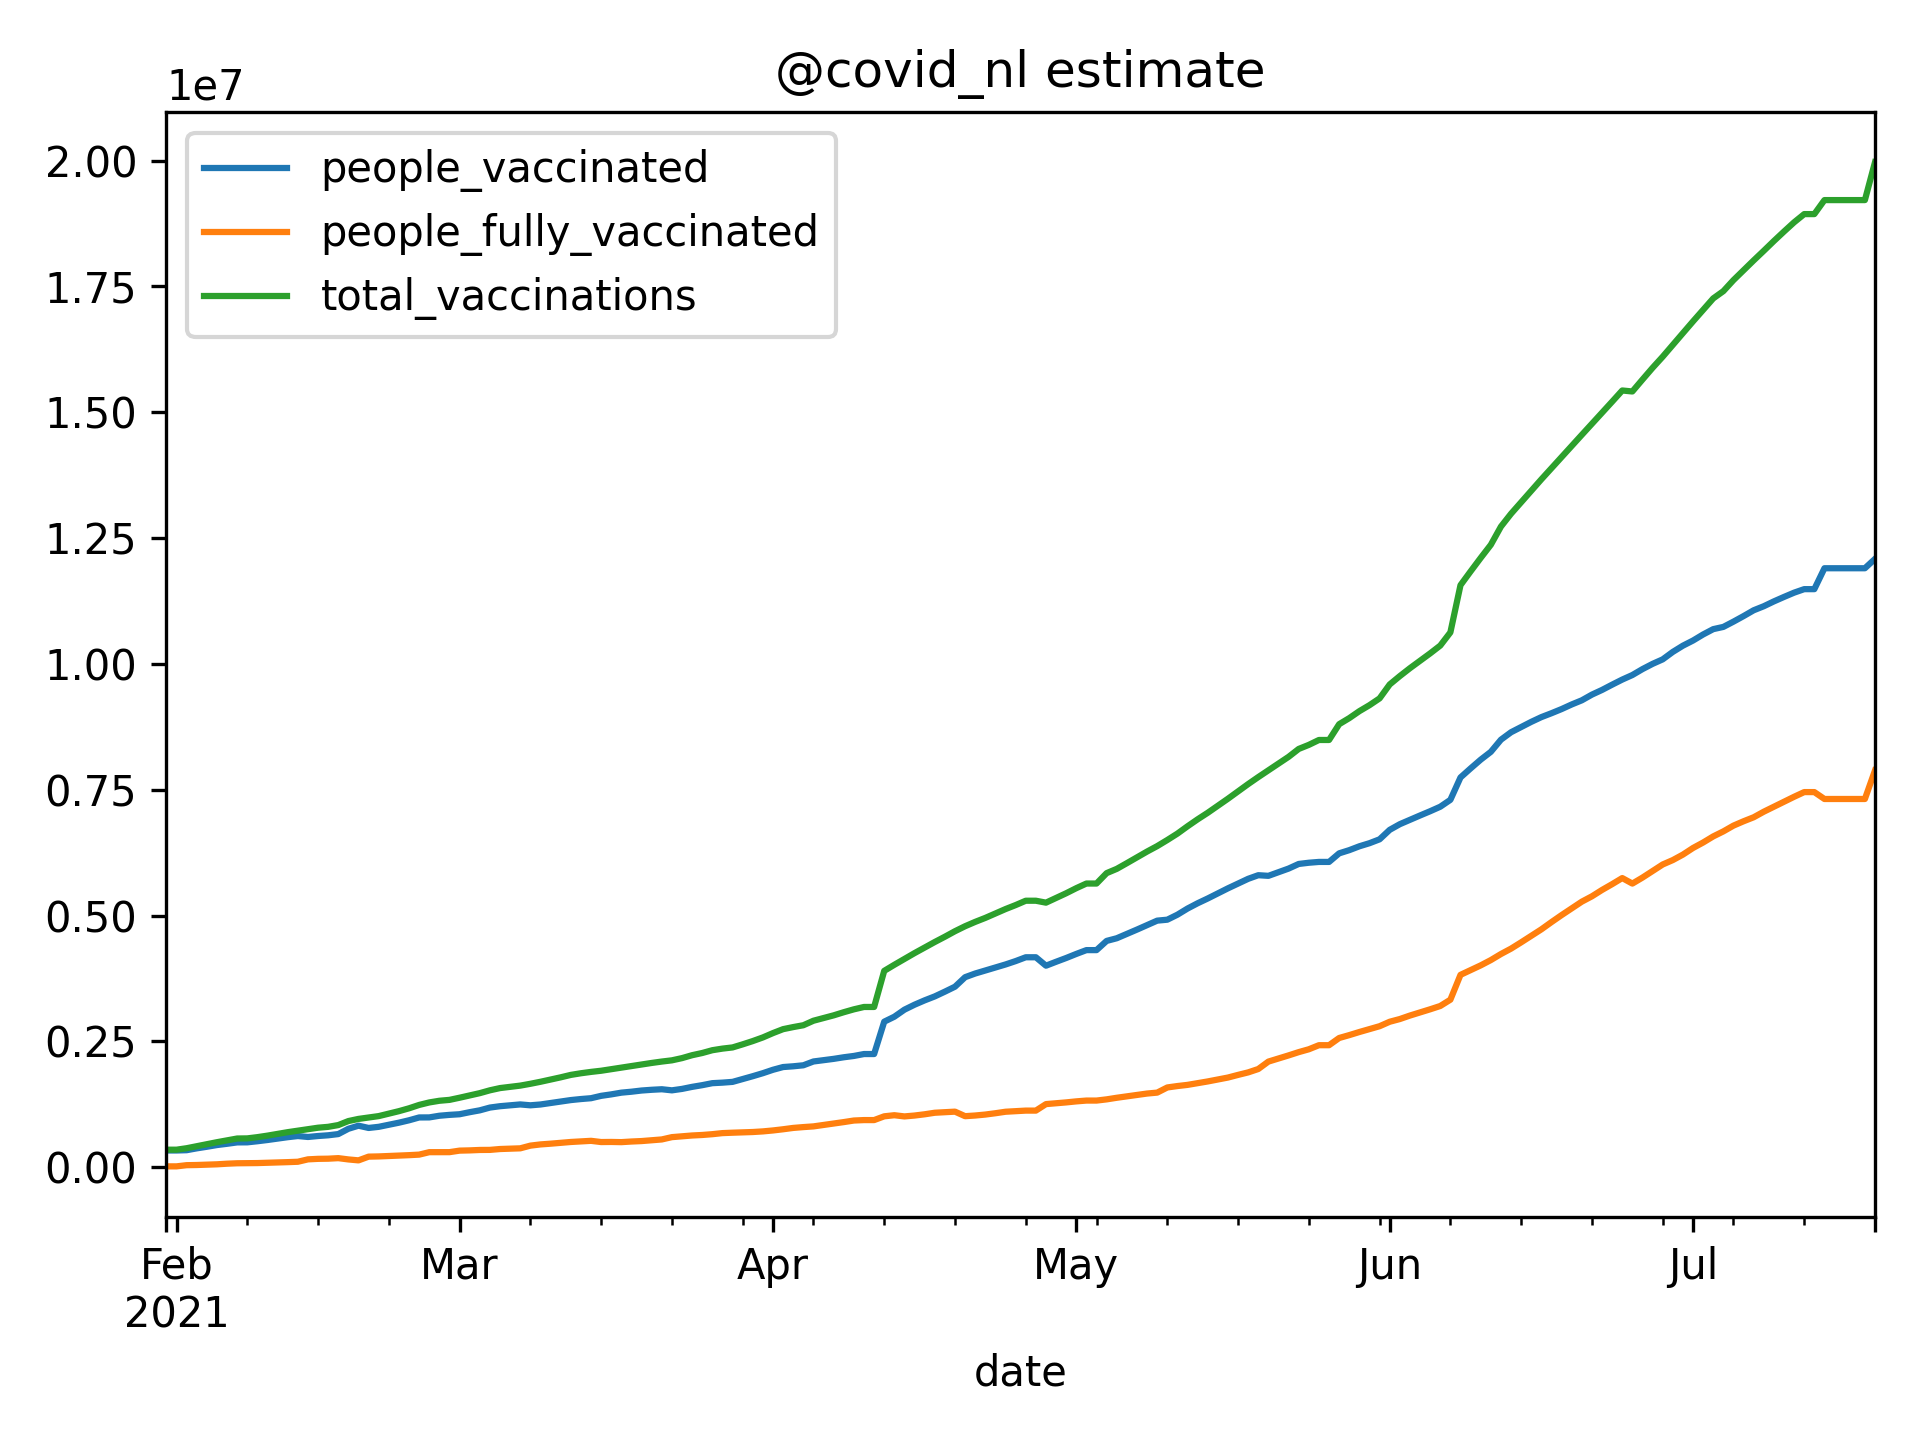 @covid_nl estimate
1e7
people_vaccinated
people_fully_vaccinated
total_vaccinations
2.00
1.75
1.50
1.25
1.00
0.75
0.50
0.25
0.00
Feb Mar Apr May Jun Jul
2021
date